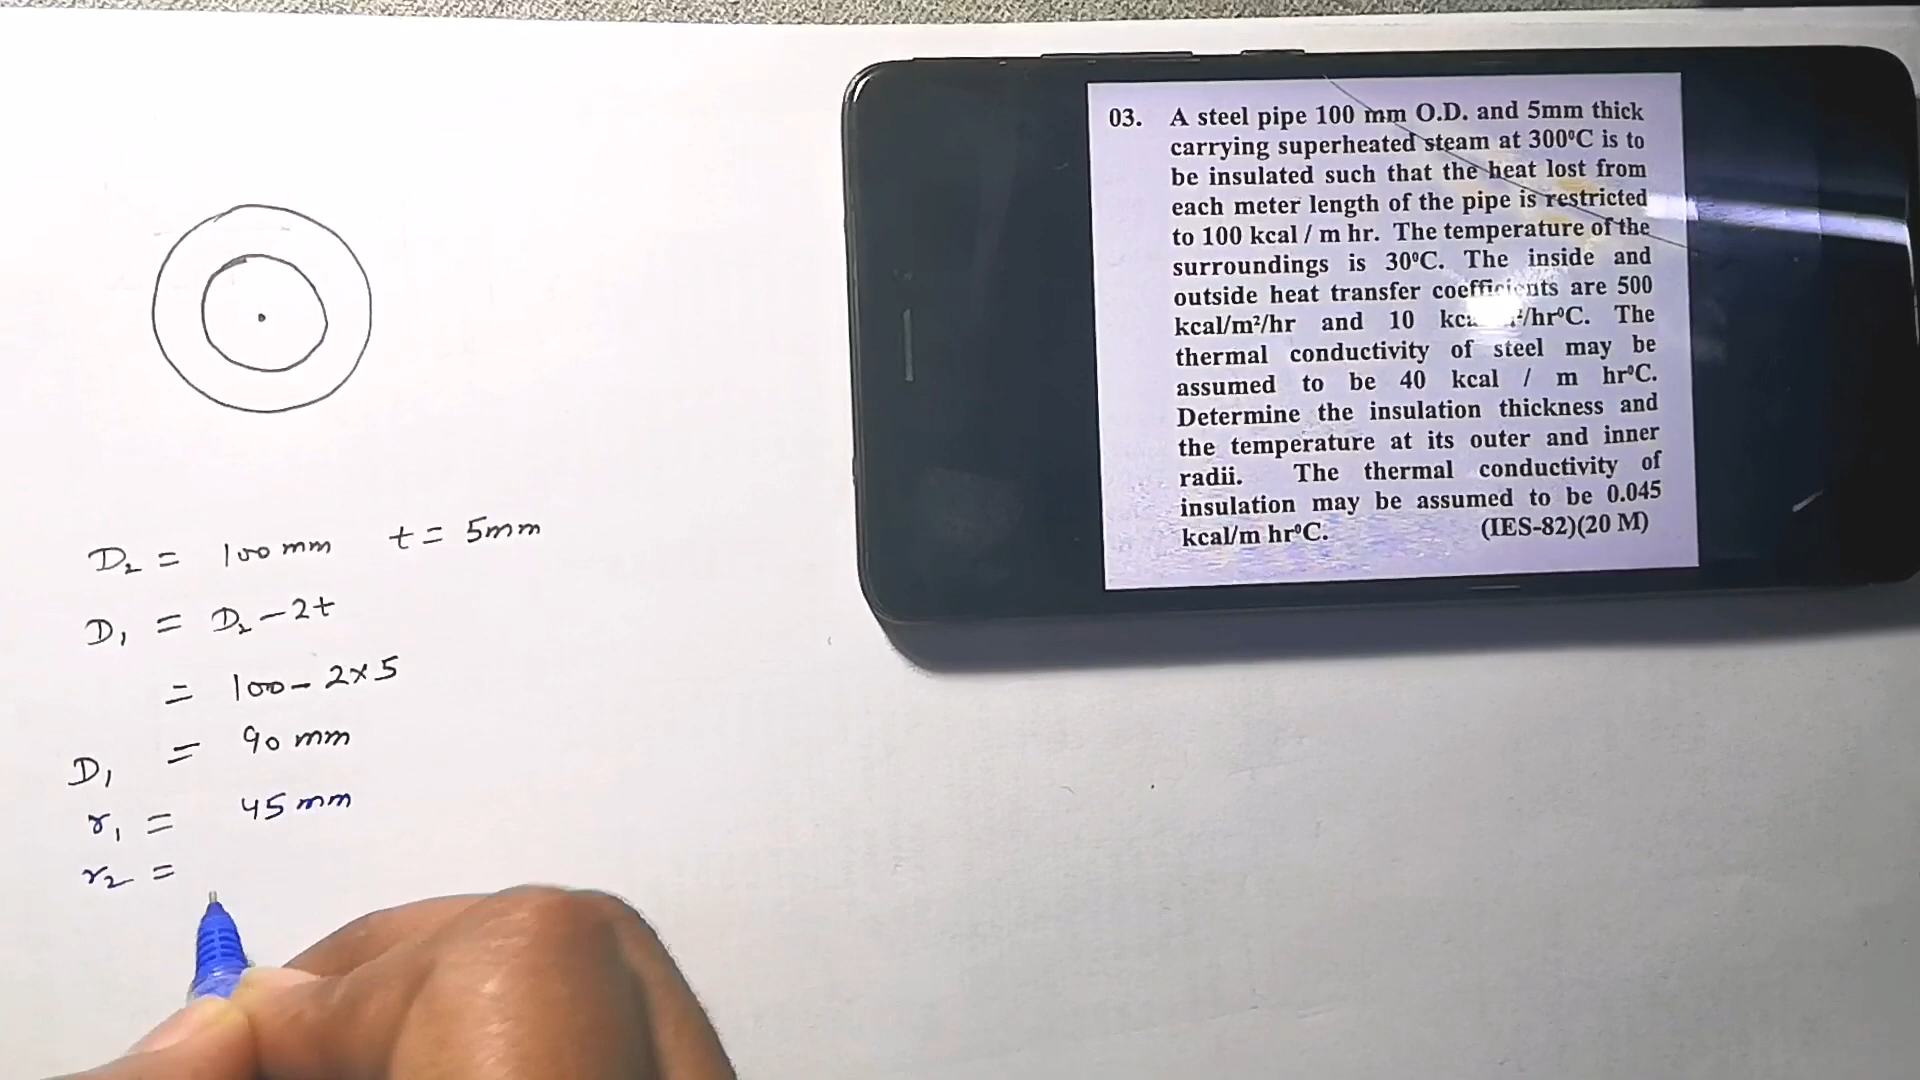 D₂ = 100 mm t = 5mm
D₁ = D₂ - 2t
= 100 - 2×5
D₁ = 90 mm
r₁ = 45 mm
r₂ =
03. A steel pipe 100 mm O.D. and 5mm thick
carrying superheated steam at 300⁰C is to
be insulated such that the heat lost from
each meter length of the pipe is restricted
to 100 kcal / m hr. The temperature of the
surroundings is 30⁰C. The inside and
outside heat transfer coefficients are 500
kcal/m²/hr and 10 /hr⁰C. The
thermal conductivity of steel may be
assumed to be 40 kcal / m hr⁰C.
Determine the insulation thickness and
the temperature at its outer and inner
radii. The thermal conductivity of
insulation may be assumed to be 0.045
kcal/m hr⁰C. (IES-82)(20 M)